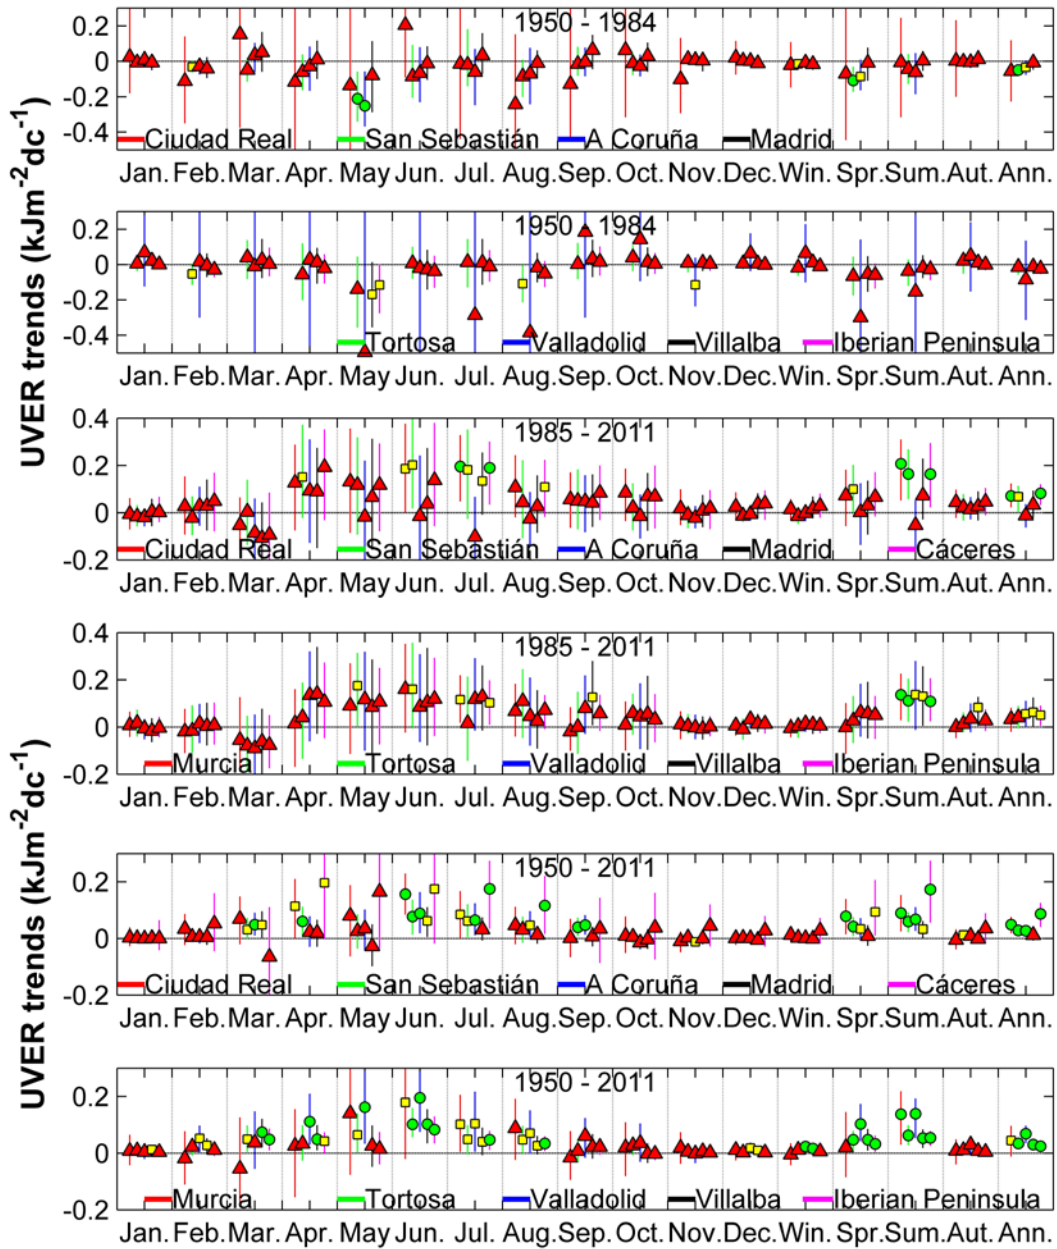 0.2
1950 - 1984
0
-0.2
-0.4
Ciudad Real San Sebastián A Coruña Madrid
Jan. Feb. Mar. Apr. May Jun. Jul. Aug. Sep. Oct. Nov. Dec. Win. Spr. Sum. Aut. Ann.
UVER trends (kJm⁻²dc⁻¹)
0.2
1950 - 1984
0
-0.2
-0.4
Tortosa Valladolid Villalba Iberian Peninsula
Jan. Feb. Mar. Apr. May Jun. Jul. Aug. Sep. Oct. Nov. Dec. Win. Spr. Sum. Aut. Ann.
0.4
1985 - 2011
0.2
0
-0.2
Ciudad Real San Sebastián A Coruña Madrid Cáceres
Jan. Feb. Mar. Apr. May Jun. Jul. Aug. Sep. Oct. Nov. Dec. Win. Spr. Sum. Aut. Ann.
0.4
1985 - 2011
0.2
0
-0.2
Murcia Tortosa Valladolid Villalba Iberian Peninsula
Jan. Feb. Mar. Apr. May Jun. Jul. Aug. Sep. Oct. Nov. Dec. Win. Spr. Sum. Aut. Ann.
UVER trends (kJm⁻²dc⁻¹)
1950 - 2011
0.2
0
-0.2
Ciudad Real San Sebastián A Coruña Madrid Cáceres
Jan. Feb. Mar. Apr. May Jun. Jul. Aug. Sep. Oct. Nov. Dec. Win. Spr. Sum. Aut. Ann.
1950 - 2011
0.2
0
-0.2
Murcia Tortosa Valladolid Villalba Iberian Peninsula
Jan. Feb. Mar. Apr. May Jun. Jul. Aug. Sep. Oct. Nov. Dec. Win. Spr. Sum. Aut. Ann.